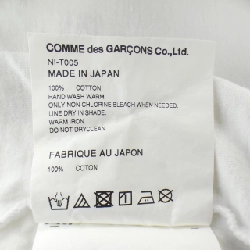 COMME des GARÇONS Co.,Ltd.
NI-T005
MADE IN JAPAN
100% COTTON
HAND WASH WARM
ONLY NON CHLORINE BLEACH WHEN NEEDED.
LINE DRY IN SHADE.
WARM IRON
DO NOT DRYCLEAN
FABRIQUE AU JAPON
100% COTON